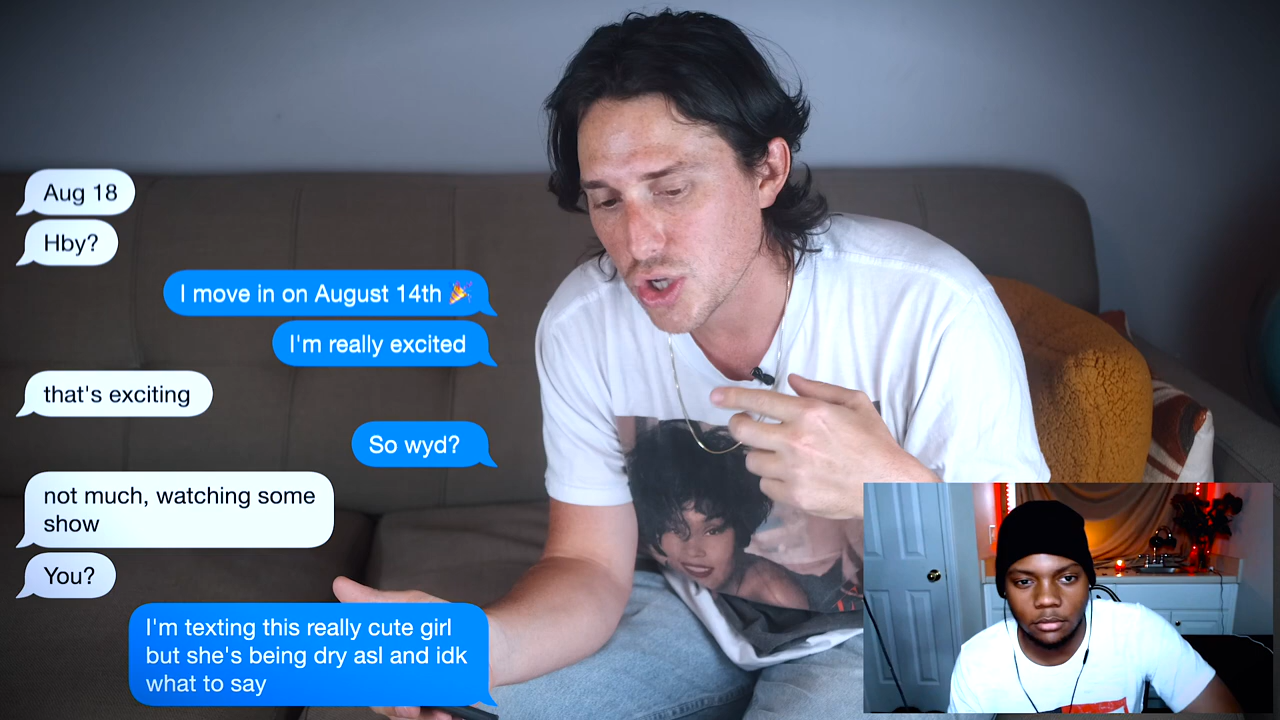 Aug 18
Hby?
I move in on August 14th 🎉
I'm really excited
that's exciting
So wyd?
not much, watching some
show
You?
I'm texting this really cute girl
but she's being dry asl and idk
what to say